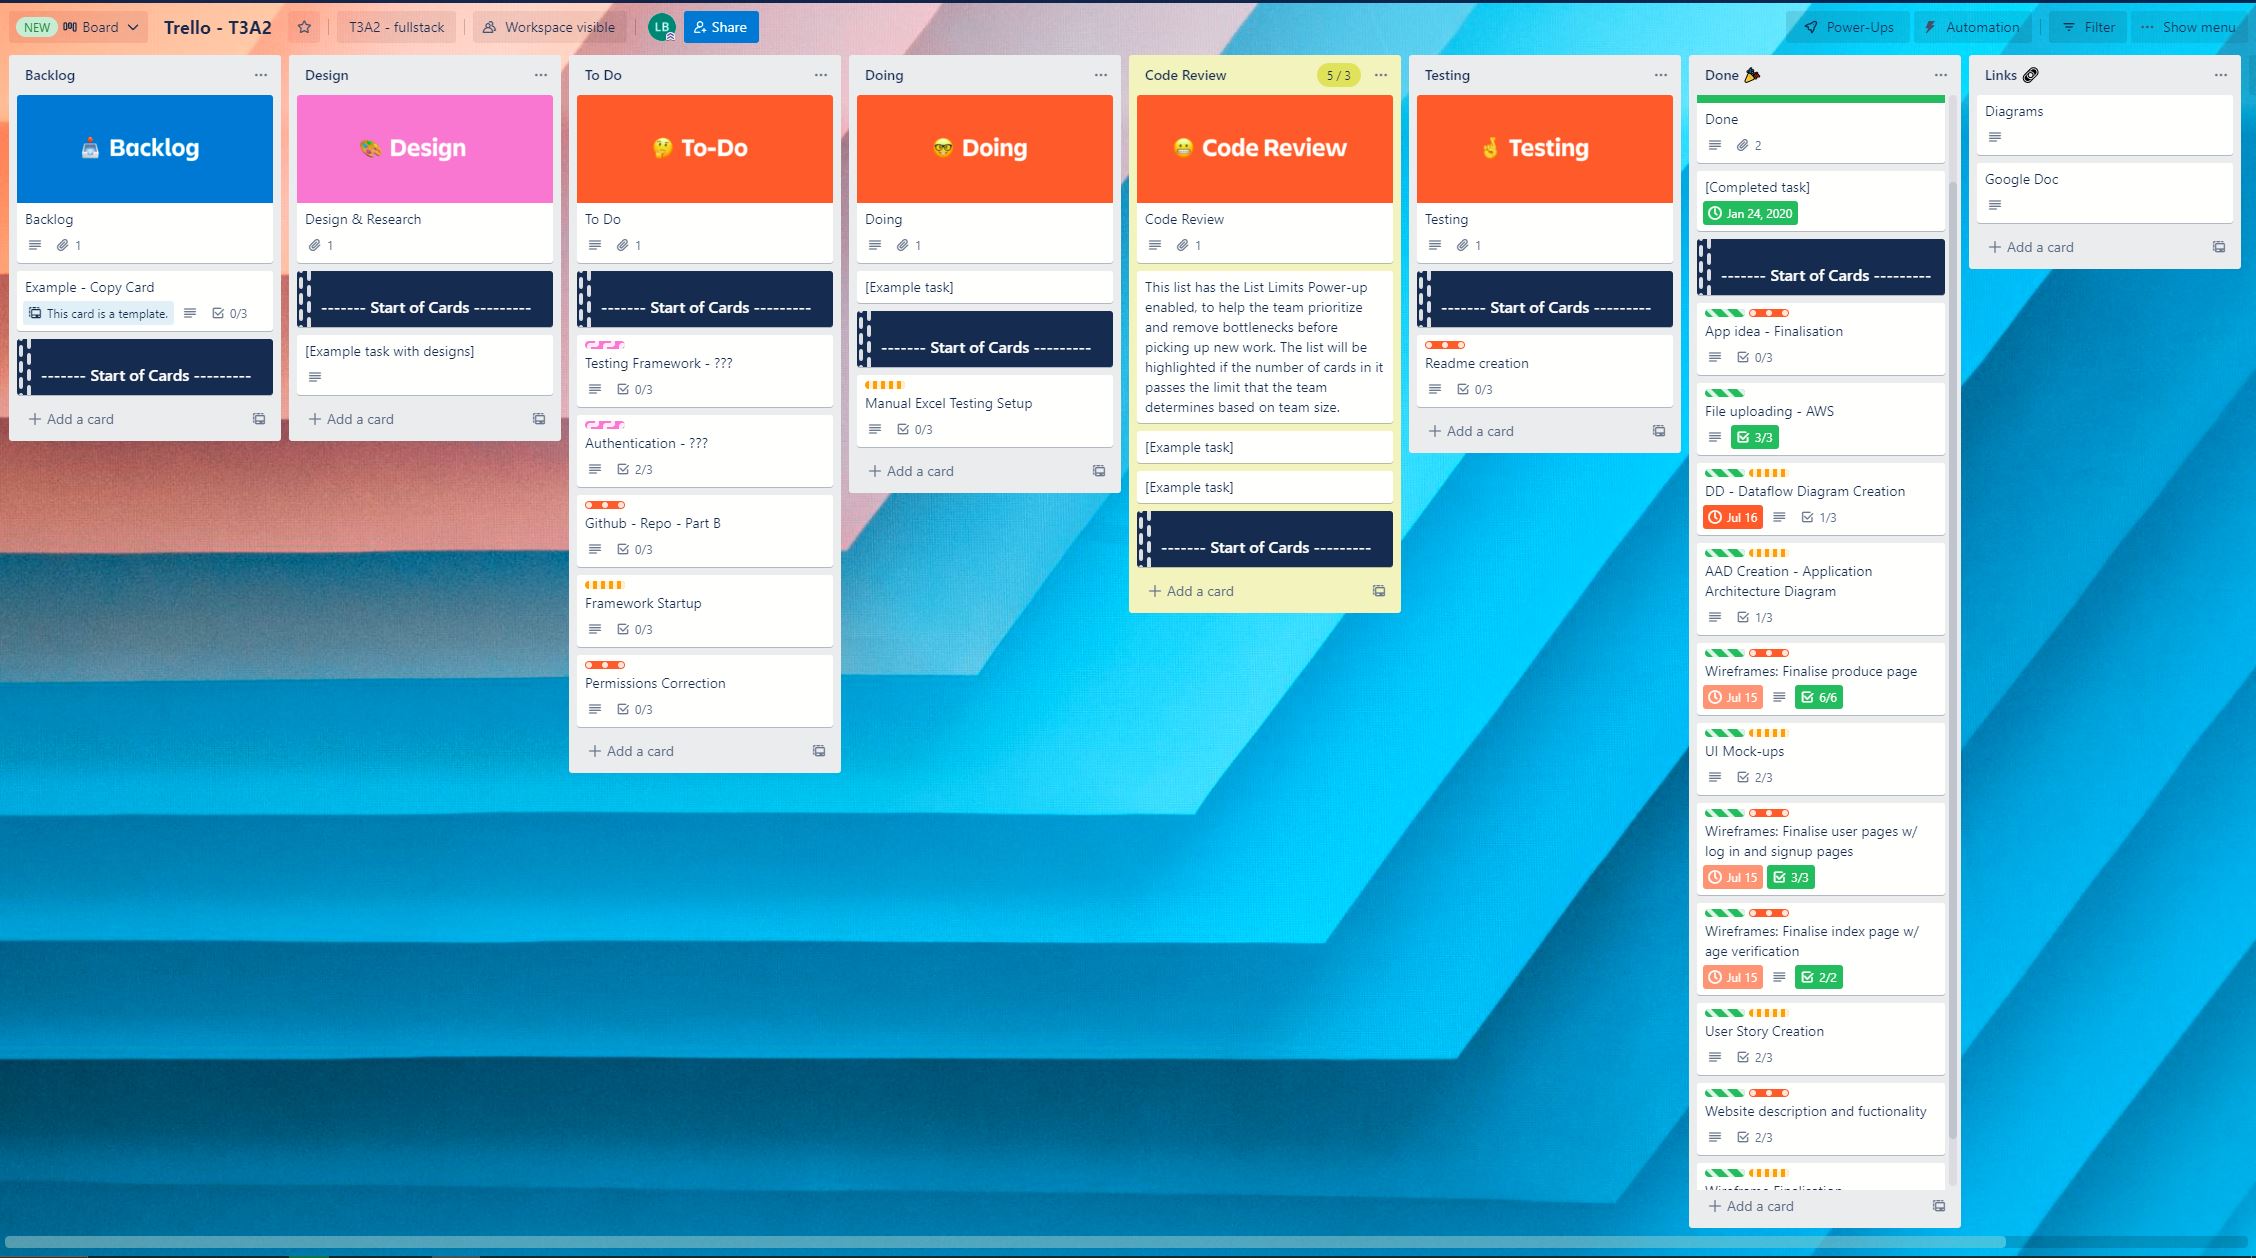 NEW Board Trello - T3A2 T3A2 - fullstack Workspace visible LB Share Power-Ups Automation Filter Show menu
Backlog
Backlog
Backlog
1
Example - Copy Card
This card is a template. 0/3
------- Start of Cards ---------
+ Add a card
Design
Design
Design & Research
1
------- Start of Cards ---------
[Example task with designs]
+ Add a card
To Do
To-Do
To Do
1
------- Start of Cards ---------
Testing Framework - ???
0/3
Authentication - ???
2/3
Github - Repo - Part B
0/3
Framework Startup
0/3
Permissions Correction
0/3
+ Add a card
Doing
Doing
Doing
1
[Example task]
------- Start of Cards ---------
Manual Excel Testing Setup
0/3
+ Add a card
Code Review 5 / 3
Code Review
Code Review
1
This list has the List Limits Power-up
enabled, to help the team prioritize
and remove bottlenecks before
picking up new work. The list will be
highlighted if the number of cards in it
passes the limit that the team
determines based on team size.
[Example task]
[Example task]
------- Start of Cards ---------
+ Add a card
Testing
Testing
Testing
1
------- Start of Cards ---------
Readme creation
0/3
+ Add a card
Done
Done
2
[Completed task]
Jan 24, 2020
------- Start of Cards ---------
App idea - Finalisation
0/3
File uploading - AWS
3/3
DD - Dataflow Diagram Creation
Jul 16 1/3
AAD Creation - Application
Architecture Diagram
1/3
Wireframes: Finalise produce page
Jul 15 6/6
UI Mock-ups
2/3
Wireframes: Finalise user pages w/
log in and signup pages
Jul 15 3/3
Wireframes: Finalise index page w/
age verification
Jul 15 2/2
User Story Creation
2/3
Website description and fuctionality
2/3
+ Add a card
Links
Diagrams
Google Doc
+ Add a card